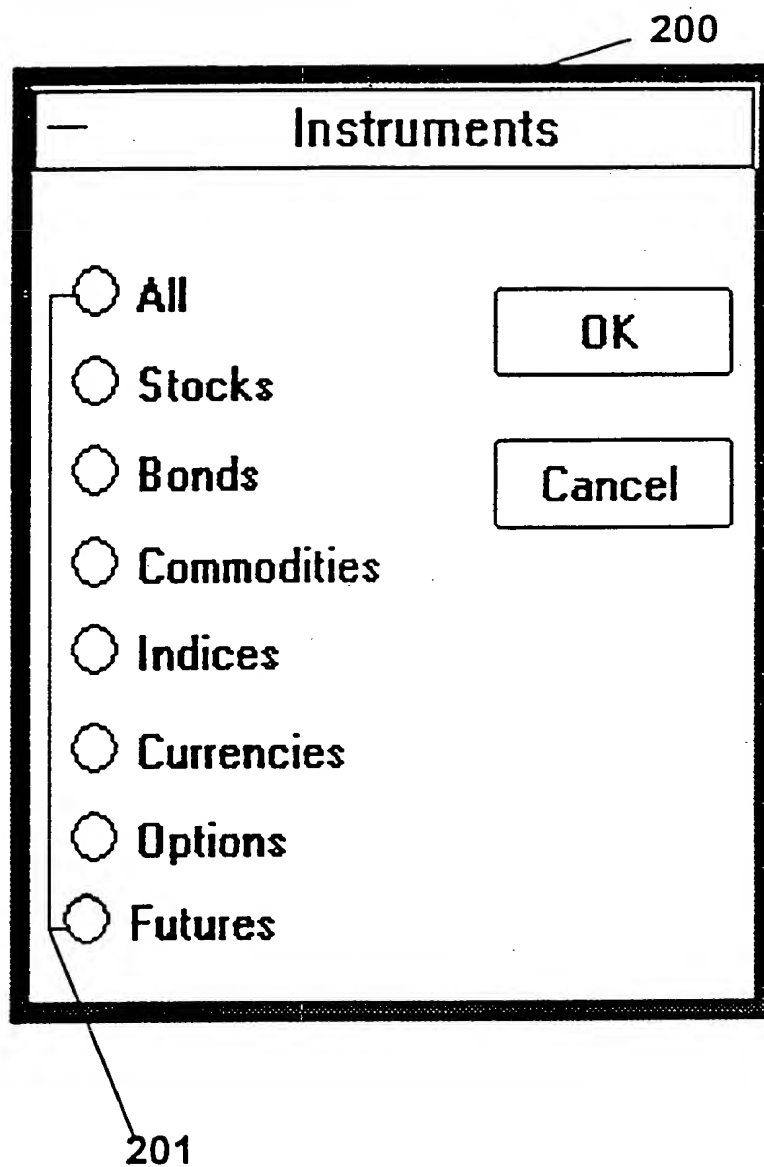 200
Instruments
All
OK
Stocks
Bonds
Cancel
Commodities
Indices
Currencies
Options
Futures
201